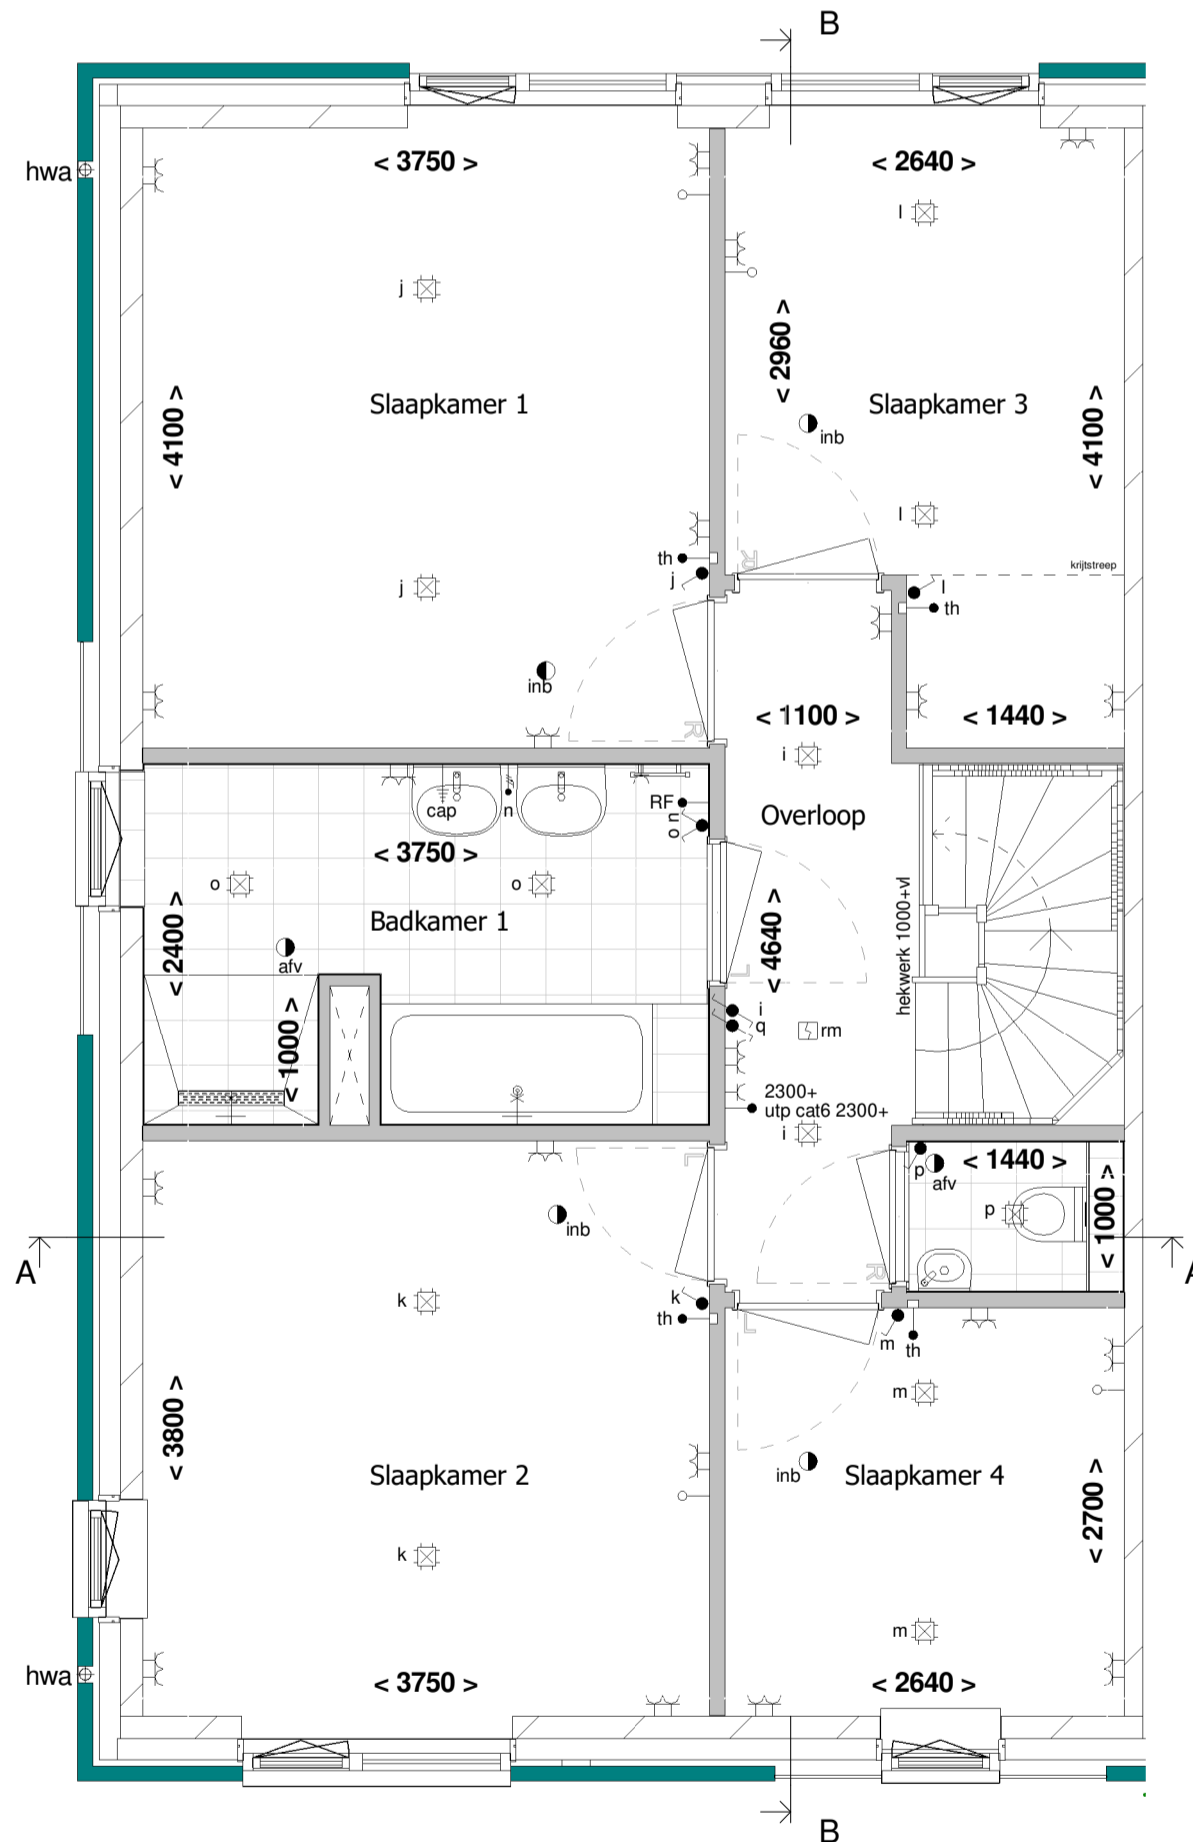 B
hwa
< 3750 >
< 2640 >
l
j
< 2960 >
Slaapkamer 1
Slaapkamer 3
< 4100 >
< 4100 >
inb
l
th
j
R
krijtstreep
j
l
th
inb
R
< 1100 >
< 1440 >
i
RF
cap
n
o n
Overloop
< 3750 >
o
o
Badkamer 1
< 2400 >
afv
< 4640 >
hekwerk 1000+vl
L
i
q
rm
< 1000 >
2300+
utp cat6 2300+
i
L
p
afv
< 1440 >
p
< 1000 >
inb
A
A
R
k
k
th
L
m
th
m
< 3800 >
Slaapkamer 2
inb
Slaapkamer 4
< 2700 >
k
m
hwa
< 3750 >
< 2640 >
B